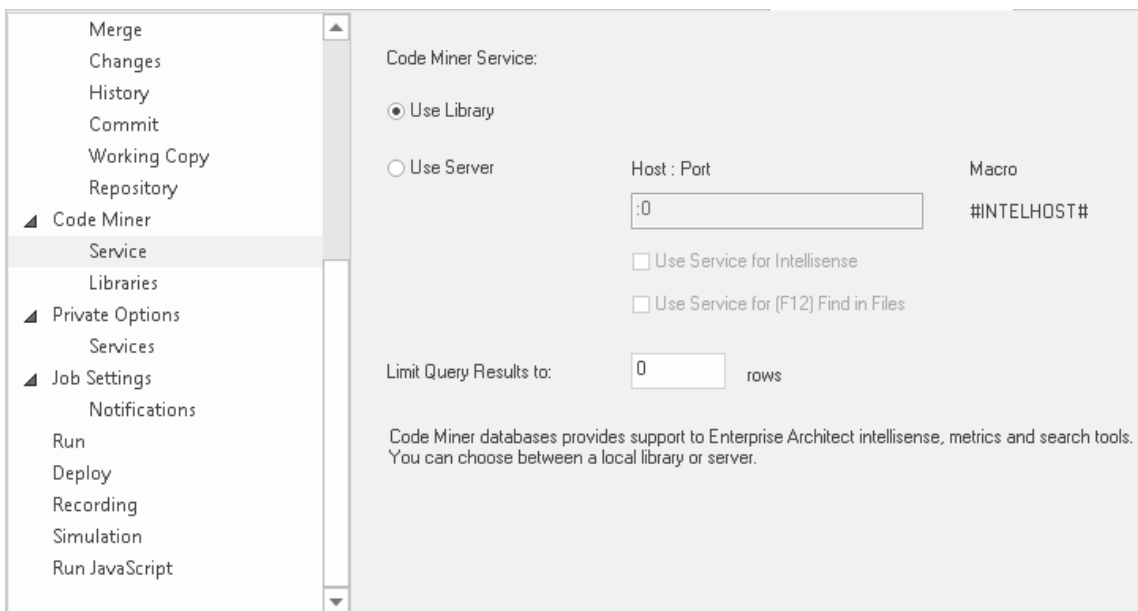 Merge
Changes
History
Commit
Working Copy
Repository
Code Miner
Service
Libraries
Private Options
Services
Job Settings
Notifications
Run
Deploy
Recording
Simulation
Run JavaScript
Code Miner Service:
Use Library
Use Server
Host : Port
Macro
:0
#INTELHOST#
Use Service for Intellisense
Use Service for (F12) Find in Files
Limit Query Results to:
0
rows
Code Miner databases provides support to Enterprise Architect intellisense, metrics and search tools.
You can choose between a local library or server.